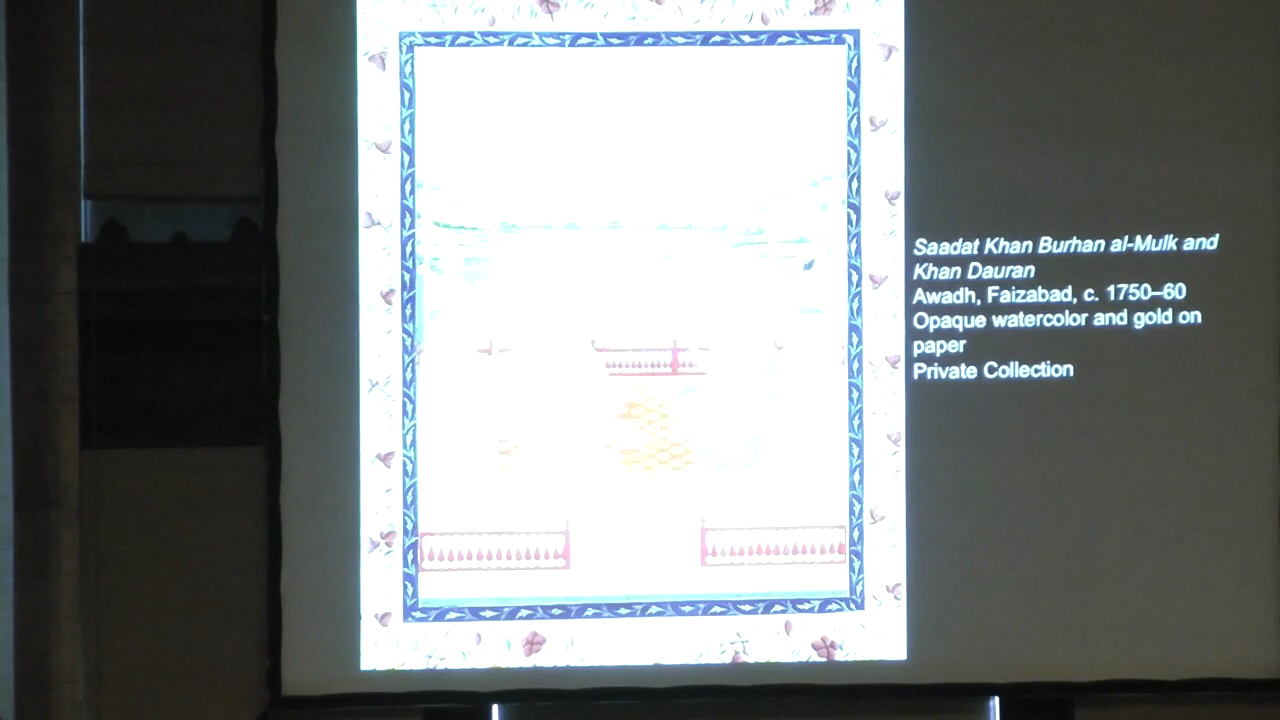 Saadat Khan Burhan al-Mulk and
Khan Dauran
Awadh, Faizabad, c. 1750–60
Opaque watercolor and gold on
paper
Private Collection